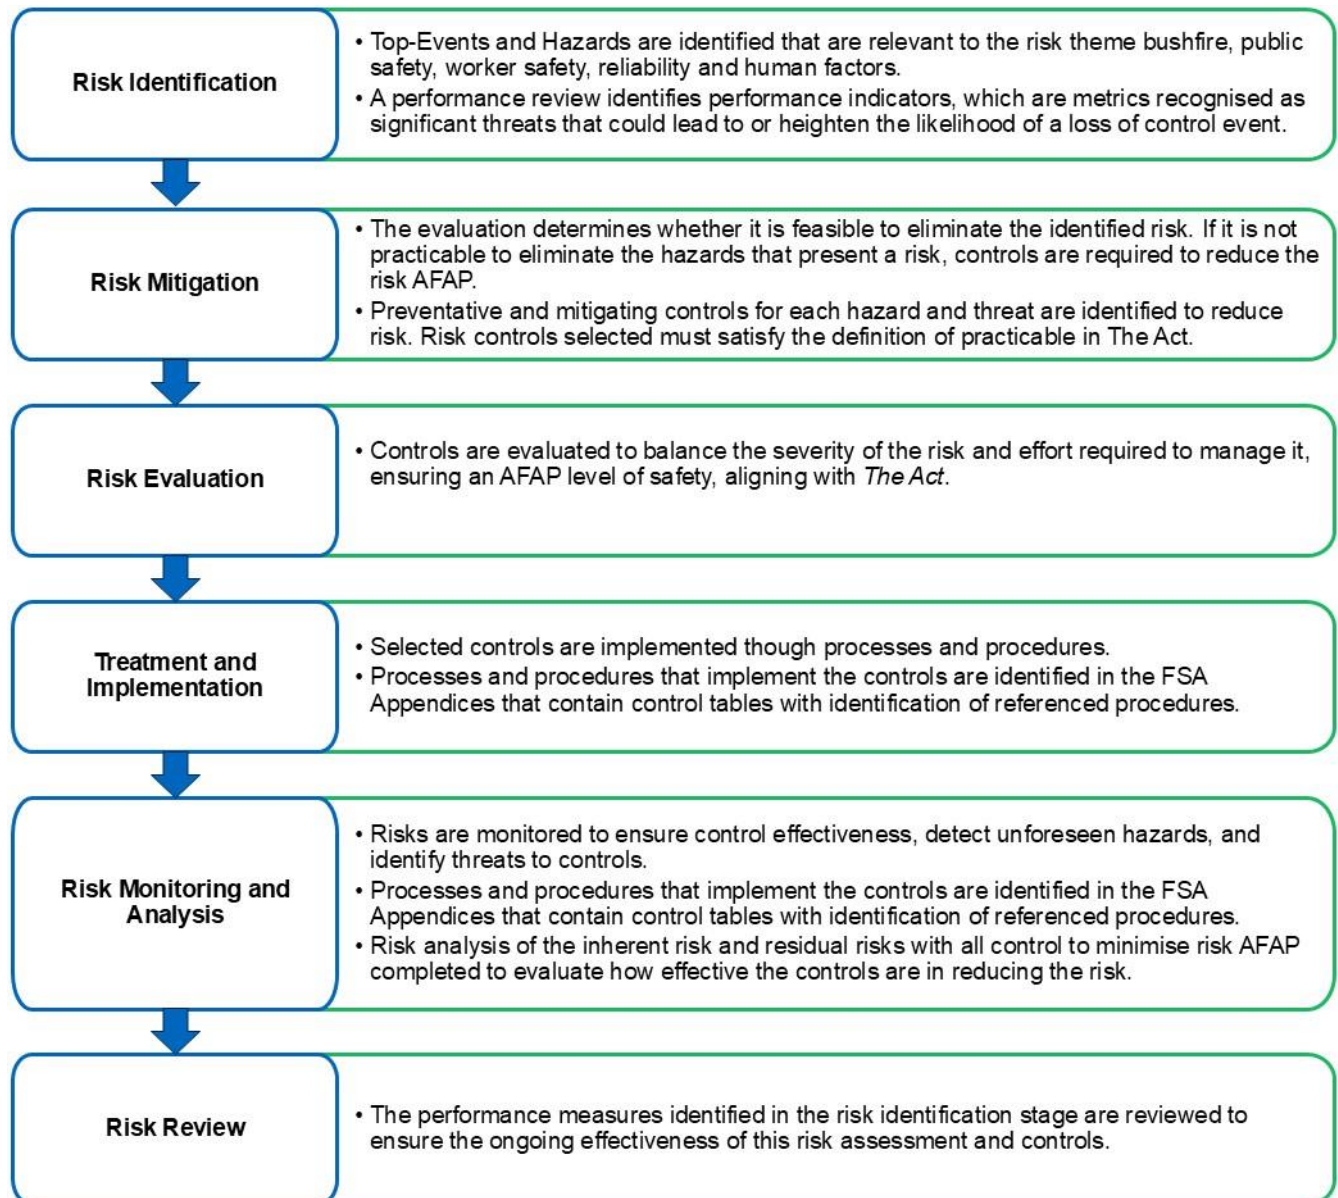 Risk Identification
• Top-Events and Hazards are identified that are relevant to the risk theme bushfire, public
safety, worker safety, reliability and human factors.
• A performance review identifies performance indicators, which are metrics recognised as
significant threats that could lead to or heighten the likelihood of a loss of control event.
Risk Mitigation
• The evaluation determines whether it is feasible to eliminate the identified risk. If it is not
practicable to eliminate the hazards that present a risk, controls are required to reduce the
risk AFAP.
• Preventative and mitigating controls for each hazard and threat are identified to reduce
risk. Risk controls selected must satisfy the definition of practicable in The Act.
Risk Evaluation
• Controls are evaluated to balance the severity of the risk and effort required to manage it,
ensuring an AFAP level of safety, aligning with The Act.
Treatment and
Implementation
• Selected controls are implemented though processes and procedures.
• Processes and procedures that implement the controls are identified in the FSA
Appendices that contain control tables with identification of referenced procedures.
Risk Monitoring and
Analysis
• Risks are monitored to ensure control effectiveness, detect unforeseen hazards, and
identify threats to controls.
• Processes and procedures that implement the controls are identified in the FSA
Appendices that contain control tables with identification of referenced procedures.
• Risk analysis of the inherent risk and residual risks with all control to minimise risk AFAP
completed to evaluate how effective the controls are in reducing the risk.
Risk Review
• The performance measures identified in the risk identification stage are reviewed to
ensure the ongoing effectiveness of this risk assessment and controls.